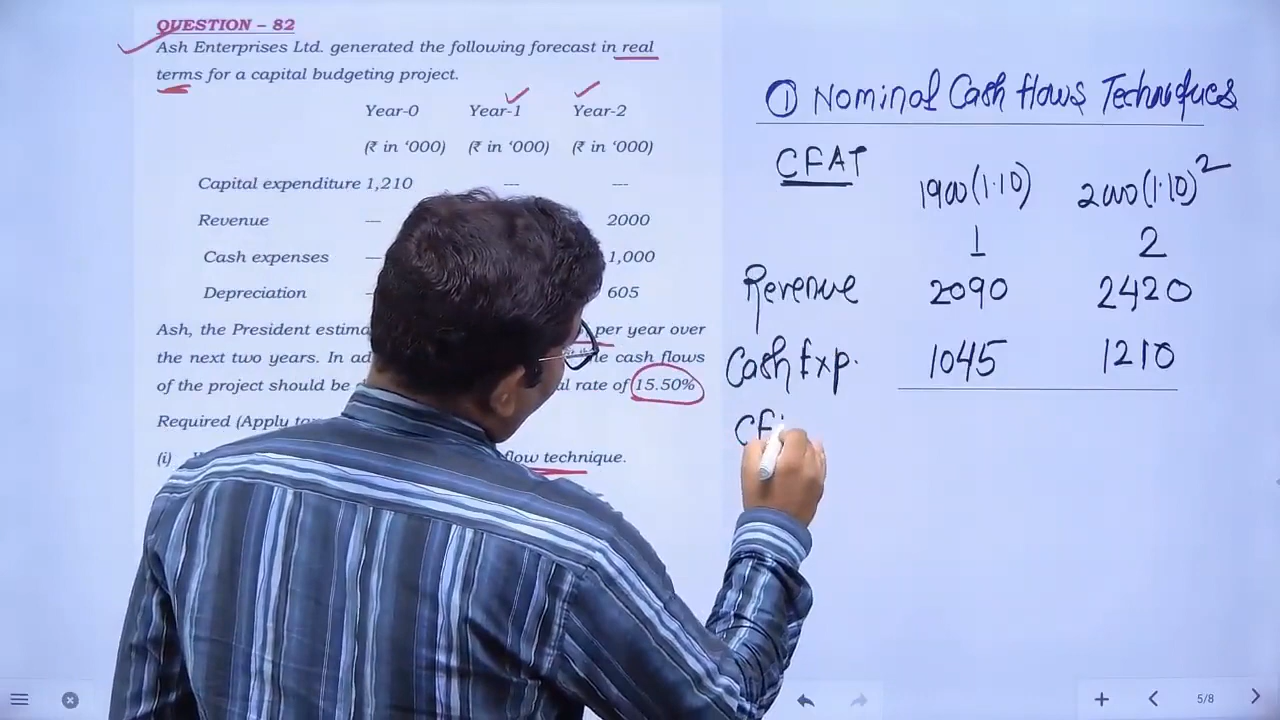 QUESTION – 82
Ash Enterprises Ltd. generated the following forecast in real
terms for a capital budgeting project.
Year-0 Year-1 Year-2
(₹ in ‘000) (₹ in ‘000) (₹ in ‘000)
Capital expenditure 1,210 --- ---
Revenue --- 2000
Cash expenses 1,000
Depreciation 605
Ash, the President per year over
the next two years. In cash flows
of the project should be rate of 15.50%
Required (Apply
(i) flow technique.
① Nominal Cash flows Techniques
CFAT
1900(1.10) 2000(1.10)²
1 2
Revenue 2090 2420
Cash Exp. 1045 1210
CF
5/8